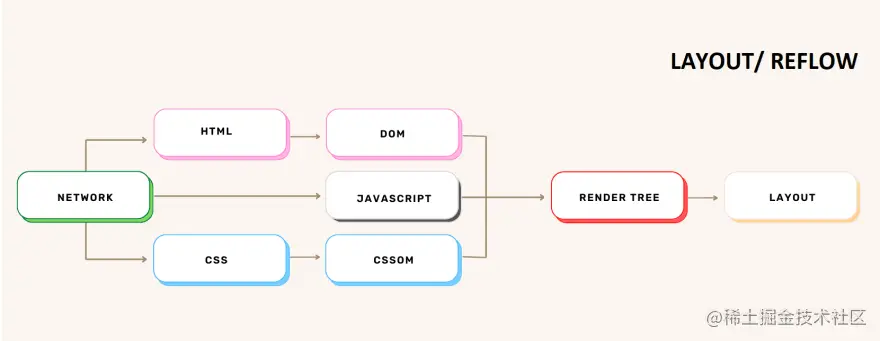 LAYOUT/ REFLOW
HTML
DOM
NETWORK
JAVASCRIPT
RENDER TREE
LAYOUT
CSS
CSSOM
@稀土掘金技术社区